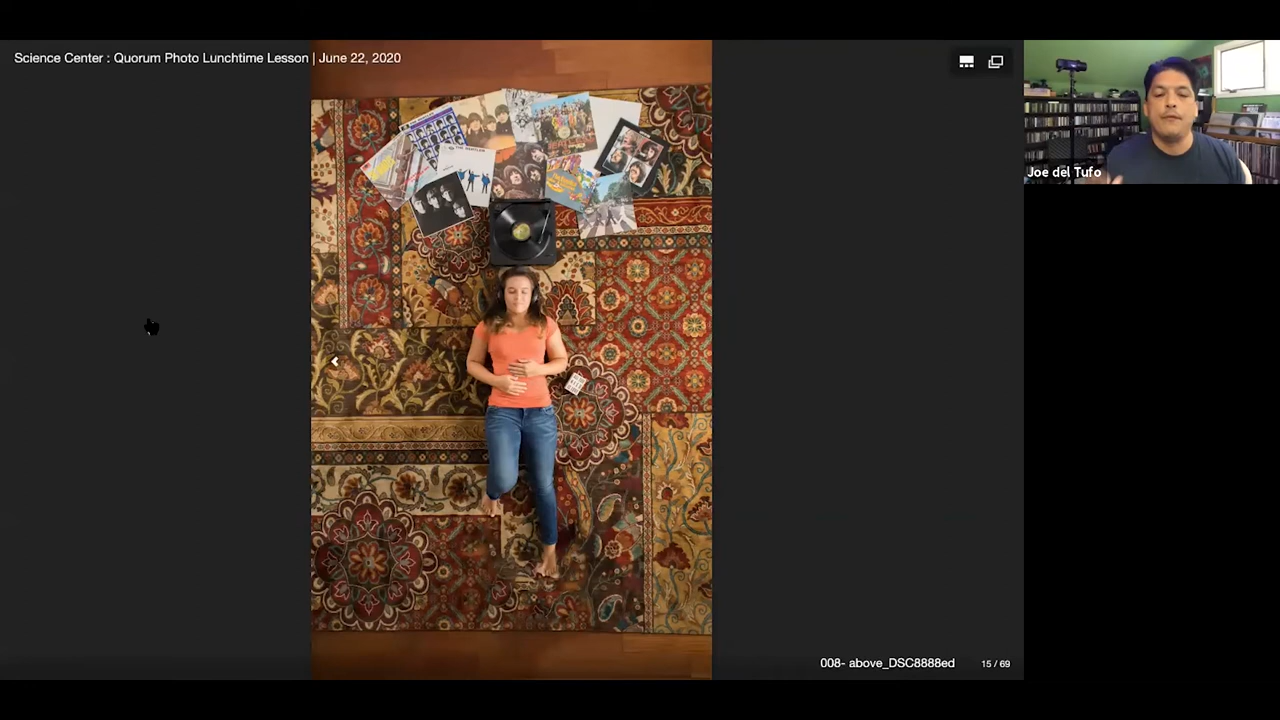 Science Center : Quorum Photo Lunchtime Lesson | June 22, 2020
Joe del Tufo
008- above_DSC8888ed
15 / 69